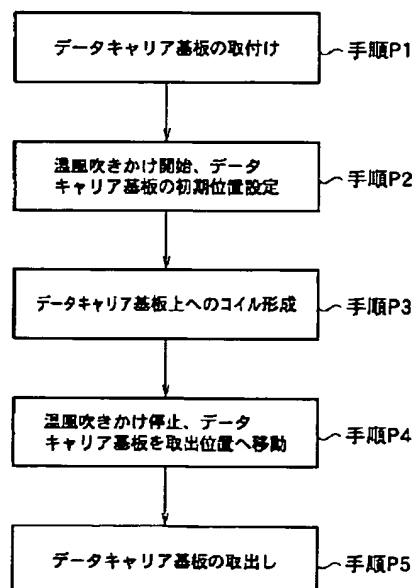 データキャリア基板の取付け
手順P1
温風吹きかけ開始、データ
キャリア基板の初期位置設定
手順P2
データキャリア基板上へのコイル形成
手順P3
温風吹きかけ停止、データ
キャリア基板を取出位置へ移動
手順P4
データキャリア基板の取出し
手順P5